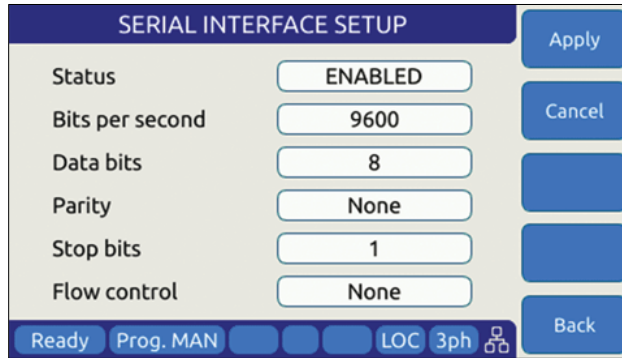 SERIAL INTERFACE SETUP
Status ENABLED
Bits per second 9600
Data bits 8
Parity None
Stop bits 1
Flow control None
Ready Prog. MAN LOC 3ph
Apply
Cancel
Back